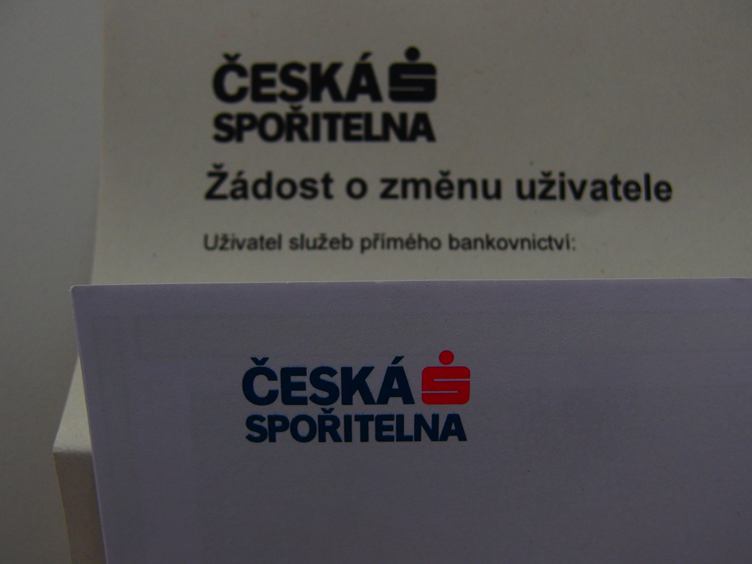 ČESKÁ
SPOŘITELNA
Žádost o změnu uživatele
Uživatel služeb přímého bankovnictví:
ČESKÁ
SPOŘITELNA